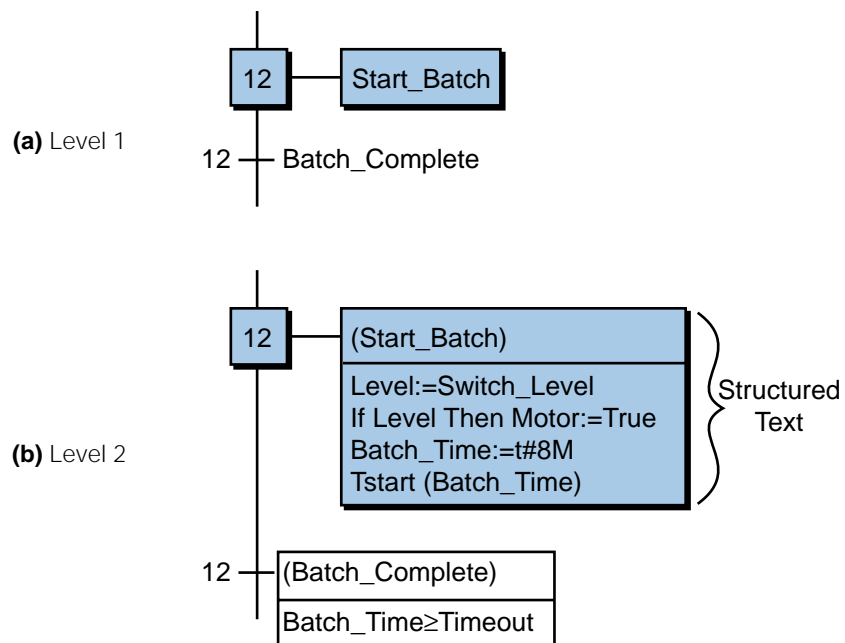 12
Start_Batch
(a) Level 1
12
Batch_Complete
12
(Start_Batch)
Level:=Switch_Level
If Level Then Motor:=True
Batch_Time:=t#8M
Tstart (Batch_Time)
Structured
Text
(b) Level 2
12
(Batch_Complete)
Batch_Time≥Timeout